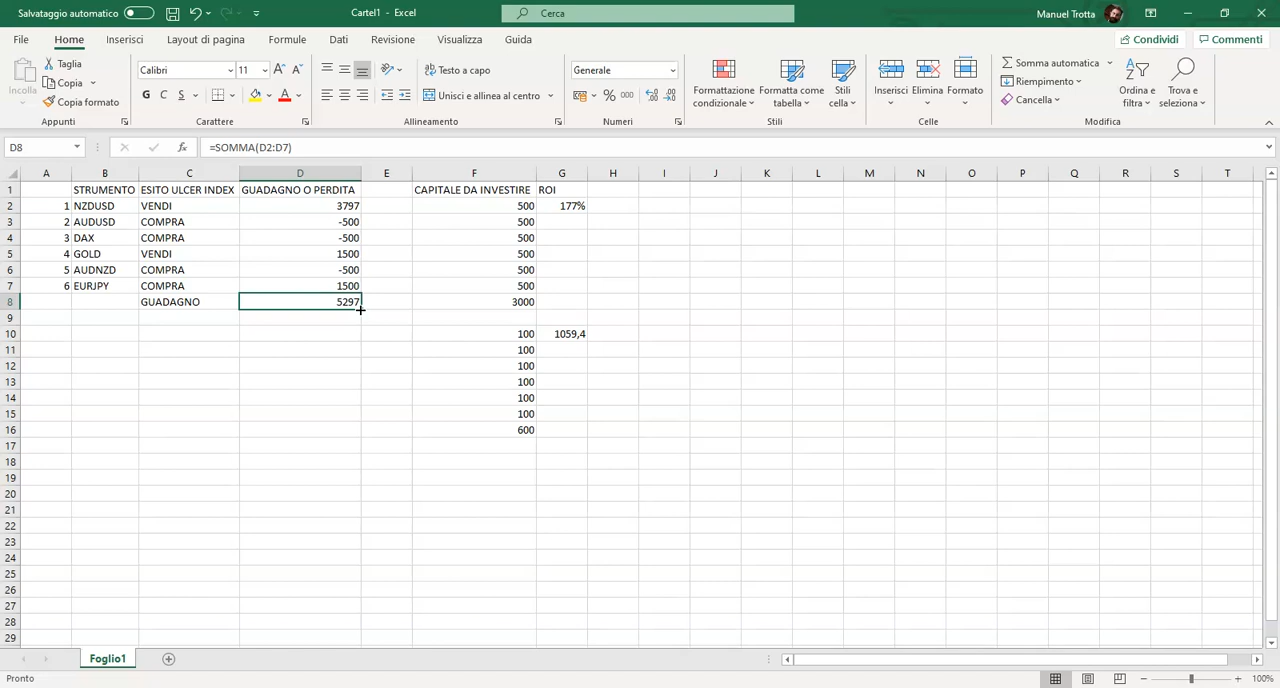 Salvataggio automatico
Cartel1 - Excel
Cerca
Manuel Trotta
File Home Inserisci Layout di pagina Formule Dati Revisione Visualizza Guida
Condividi Commenti
Incolla
Taglia
Copia
Copia formato
Appunti
Calibri 11
G C S
Carattere
Testo a capo
Unisci e allinea al centro
Allineamento
Generale
% 000
Numeri
Formattazione condizionale
Formatta come tabella
Stili cella
Stili
Inserisci Elimina Formato
Celle
Somma automatica
Riempimento
Cancella
Ordina e filtra
Trova e seleziona
Modifica
D8 fx =SOMMA(D2:D7)
A B C D E F G H I J K L M N O P Q R S T
1 STRUMENTO ESITO ULCER INDEX GUADAGNO O PERDITA CAPITALE DA INVESTIRE ROI
2 1 NZDUSD VENDI 3797 500 177%
3 2 AUDUSD COMPRA -500 500
4 3 DAX COMPRA -500 500
5 4 GOLD VENDI 1500 500
6 5 AUDNZD COMPRA -500 500
7 6 EURJPY COMPRA 1500 500
8 GUADAGNO 5297 3000
9
10 100 1059,4
11 100
12 100
13 100
14 100
15 100
16 600
17
18
19
20
21
22
23
24
25
26
27
28
29
Foglio1
Pronto
100%